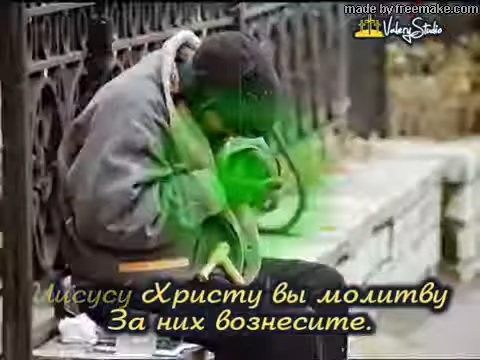 made by freemake.com
Valery Studio
Иисусу Христу вы молитву
За них вознесите.